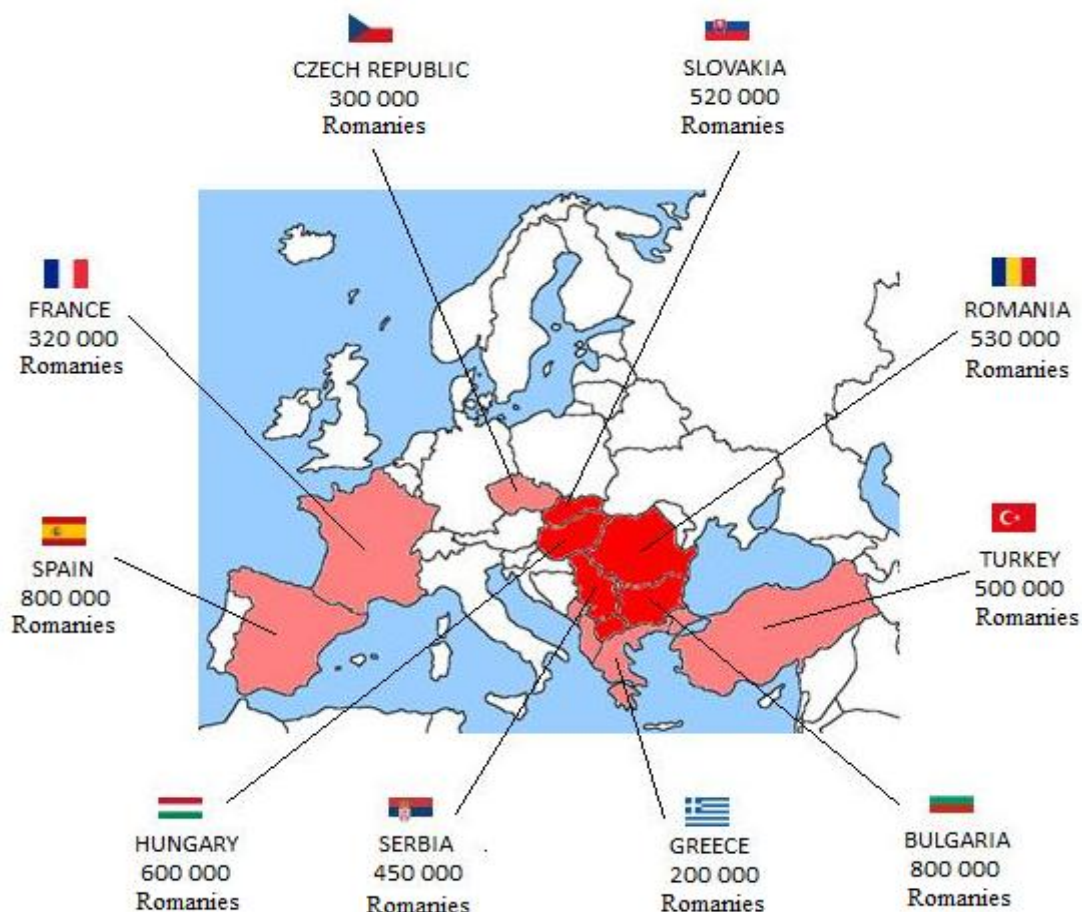 CZECH REPUBLIC
300 000
Romanies
SLOVAKIA
520 000
Romanies
FRANCE
320 000
Romanies
ROMANIA
530 000
Romanies
SPAIN
800 000
Romanies
TURKEY
500 000
Romanies
HUNGARY
600 000
Romanies
SERBIA
450 000
Romanies
GREECE
200 000
Romanies
BULGARIA
800 000
Romanies